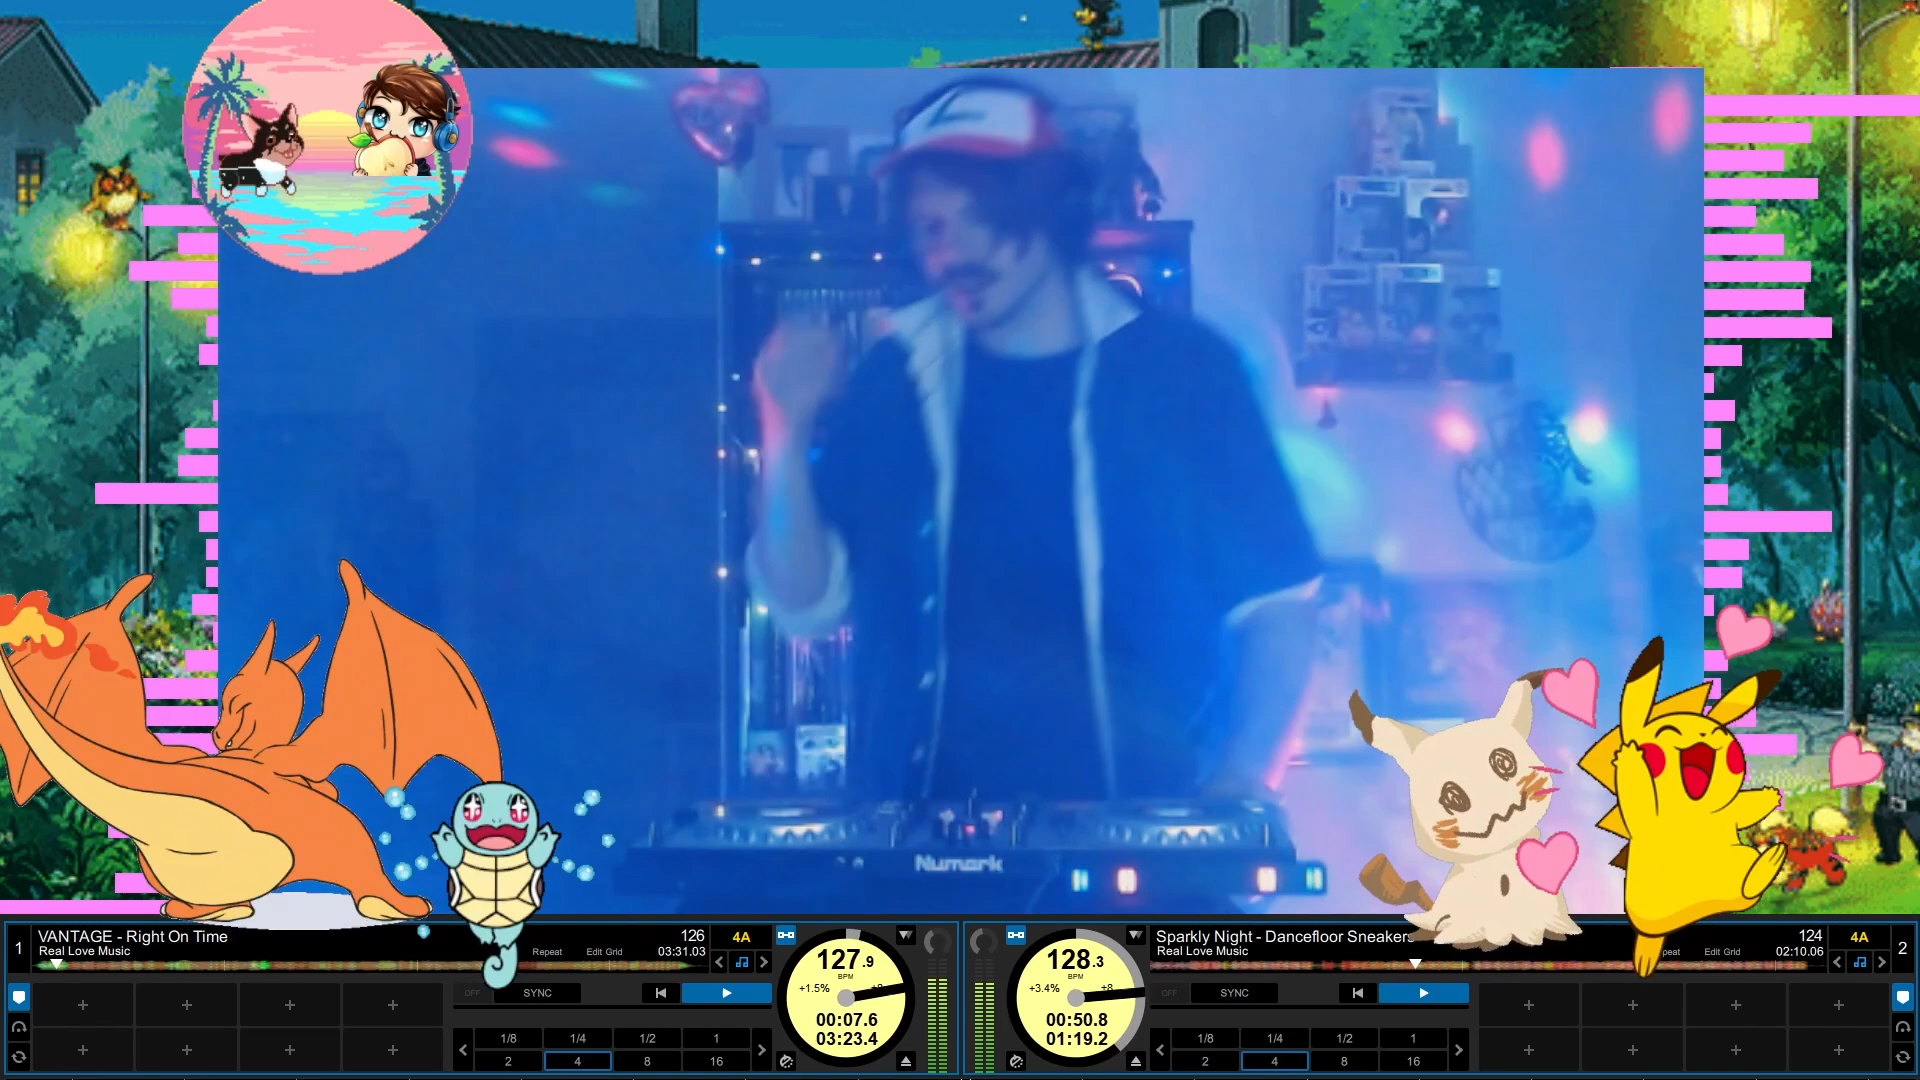 Numark
1
VANTAGE - Right On Time
Real Love Music
Repeat
Edit Grid
126
03:31.03
4A
OFF
SYNC
1/8
1/4
1/2
1
2
4
8
16
127.9
BPM
+1.5%
00:07.6
03:23.4
128.3
BPM
+3.4%
+8
00:50.8
01:19.2
Sparkly Night - Dancefloor Sneakers
Real Love Music
peat
Edit Grid
124
02:10.06
4A
2
OFF
SYNC
1/8
1/4
1/2
1
2
4
8
16